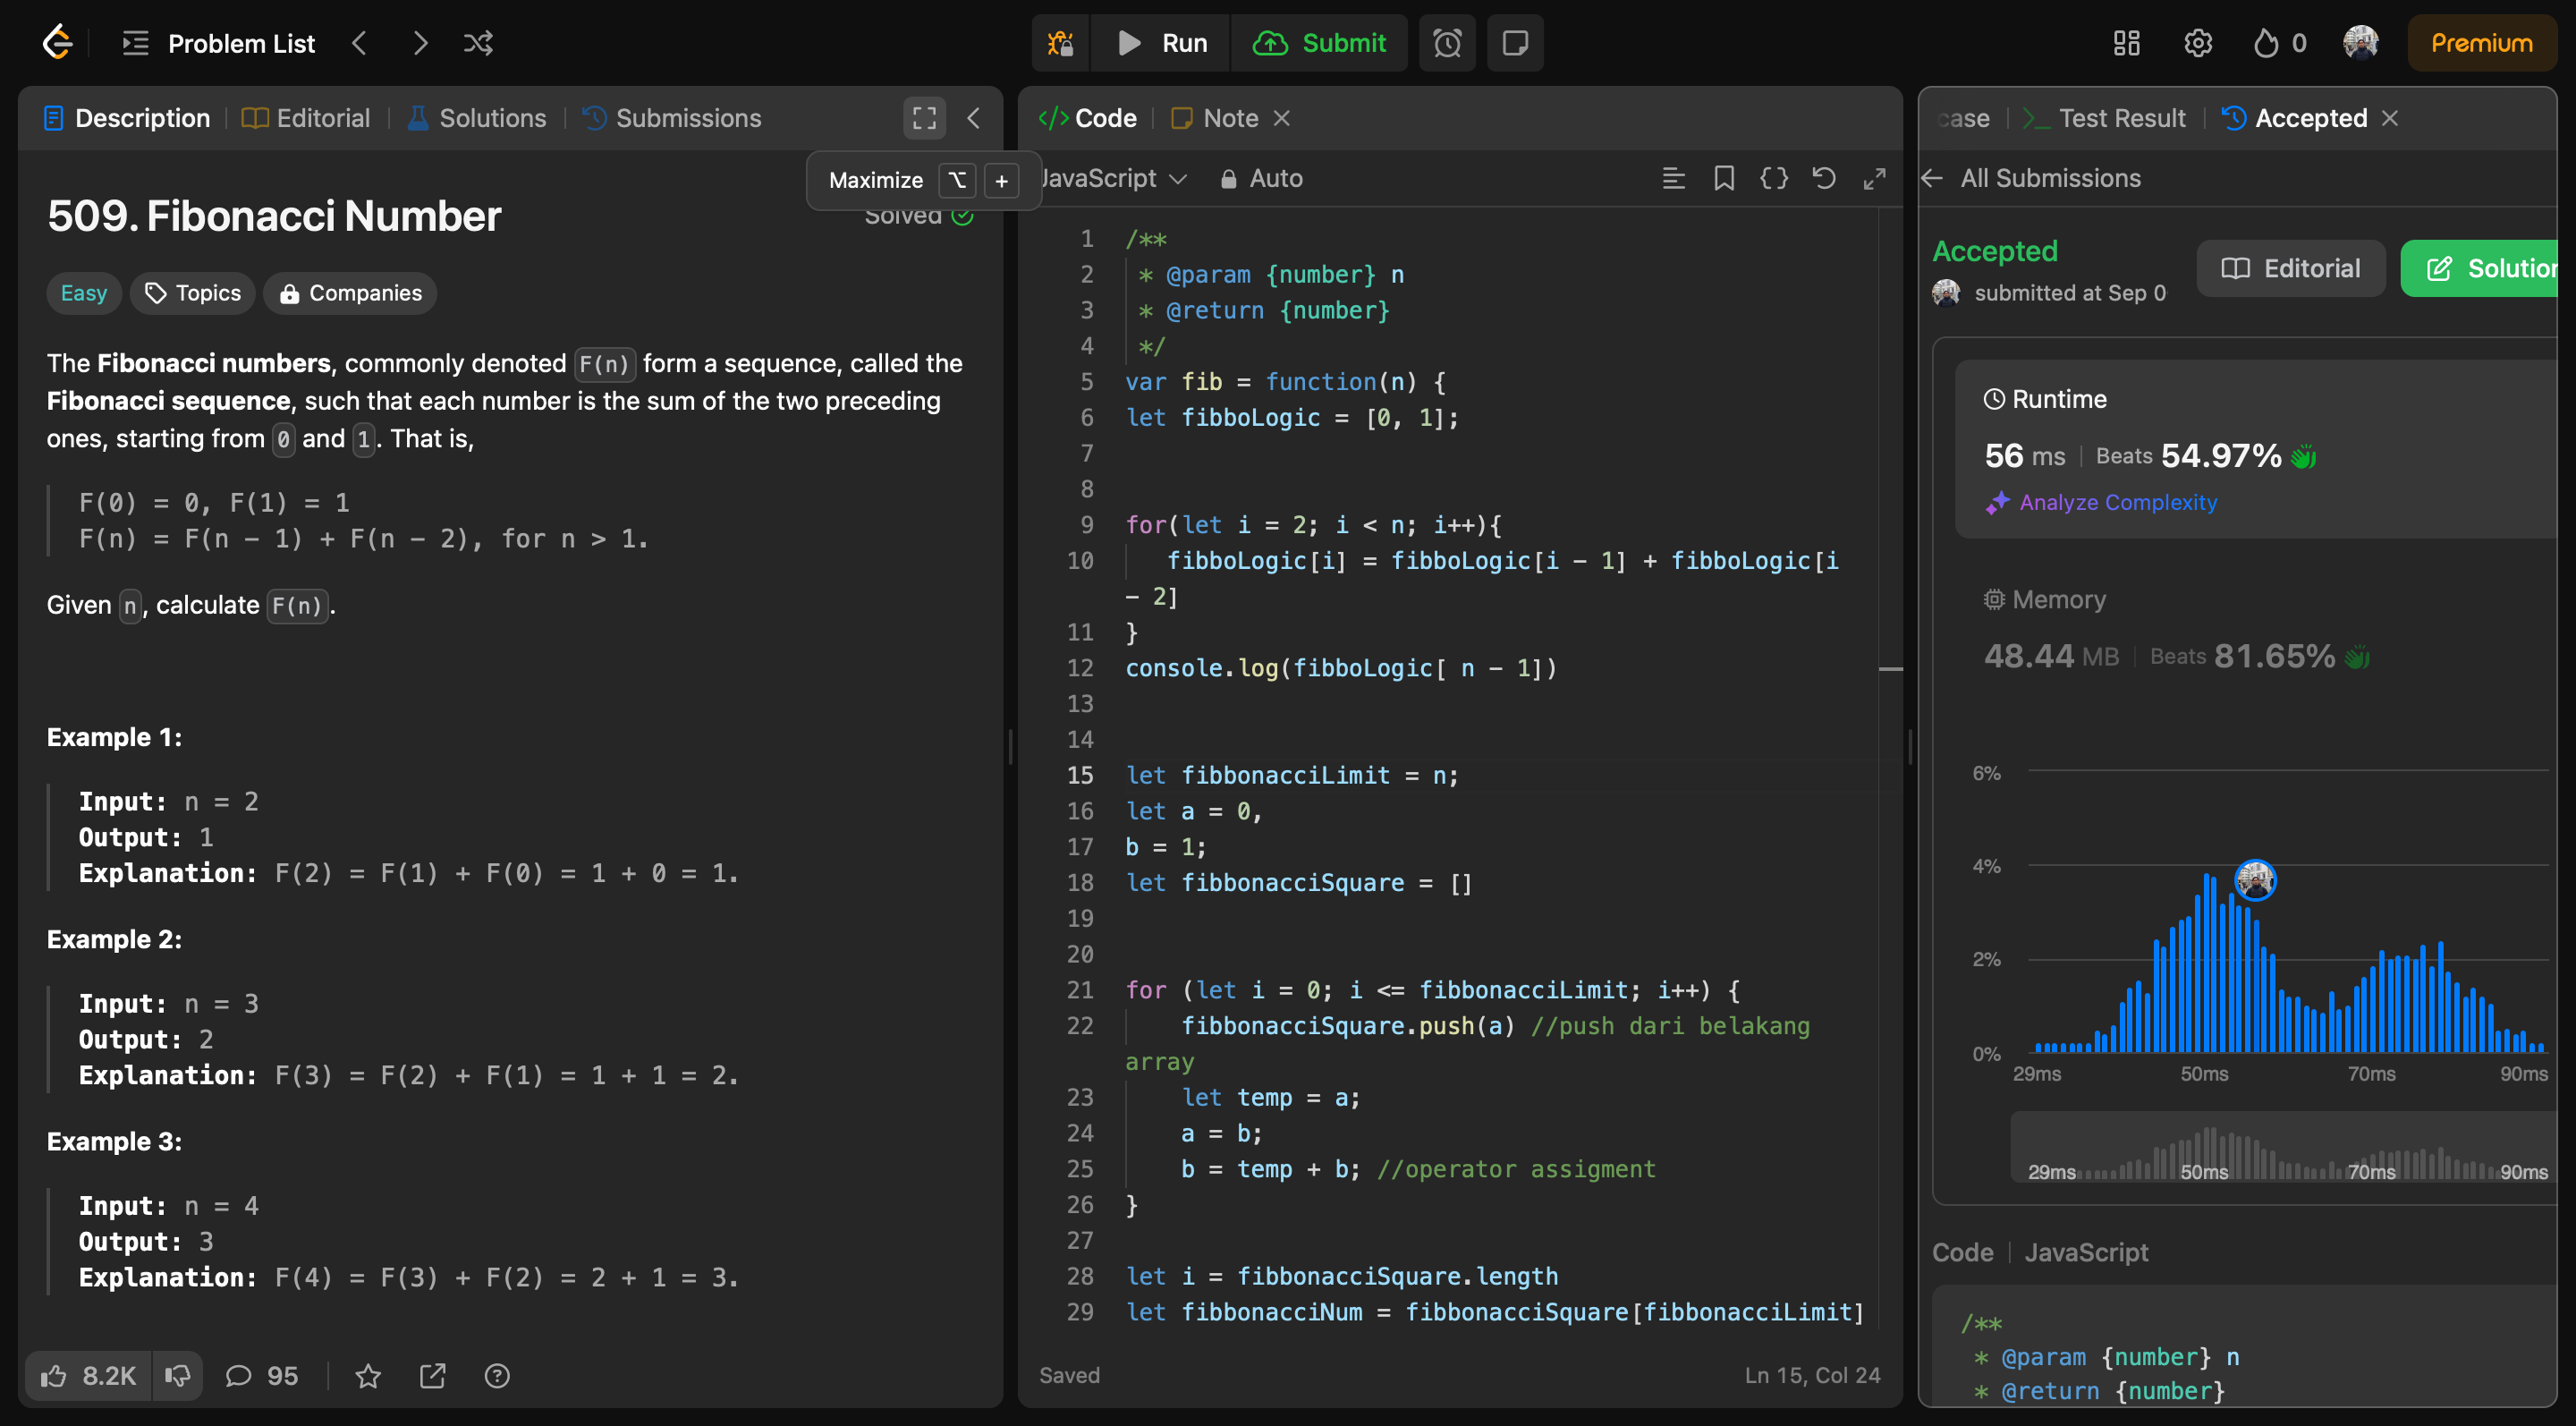 Problem List
Run
Submit
0
Premium
Description
Editorial
Solutions
Submissions
Maximize ⌥ +
509. Fibonacci Number
Solved
Easy
Topics
Companies
The Fibonacci numbers, commonly denoted F(n) form a sequence, called the
Fibonacci sequence, such that each number is the sum of the two preceding
ones, starting from 0 and 1. That is,
F(0) = 0, F(1) = 1
F(n) = F(n - 1) + F(n - 2), for n > 1.
Given n, calculate F(n).
Example 1:
Input: n = 2
Output: 1
Explanation: F(2) = F(1) + F(0) = 1 + 0 = 1.
Example 2:
Input: n = 3
Output: 2
Explanation: F(3) = F(2) + F(1) = 1 + 1 = 2.
Example 3:
Input: n = 4
Output: 3
Explanation: F(4) = F(3) + F(2) = 2 + 1 = 3.
8.2K
95
</> Code
Note
JavaScript
Auto
1 /**
2 * @param {number} n
3 * @return {number}
4 */
5 var fib = function(n) {
6 let fibboLogic = [0, 1];
7
8
9 for(let i = 2; i < n; i++){
10 fibboLogic[i] = fibboLogic[i - 1] + fibboLogic[i
- 2]
11 }
12 console.log(fibboLogic[ n - 1])
13
14
15 let fibbonacciLimit = n;
16 let a = 0,
17 b = 1;
18 let fibbonacciSquare = []
19
20
21 for (let i = 0; i <= fibbonacciLimit; i++) {
22 fibbonacciSquare.push(a) //push dari belakang
array
23 let temp = a;
24 a = b;
25 b = temp + b; //operator assigment
26 }
27
28 let i = fibbonacciSquare.length
29 let fibbonacciNum = fibbonacciSquare[fibbonacciLimit]
Saved
Ln 15, Col 24
case
Test Result
Accepted
All Submissions
Accepted
submitted at Sep 0
Editorial
Solution
Runtime
56 ms
Beats 54.97%
Analyze Complexity
Memory
48.44 MB
Beats 81.65%
6%
4%
2%
0%
29ms 50ms 70ms 90ms
29ms 50ms 70ms 90ms
Code | JavaScript
/**
* @param {number} n
* @return {number}